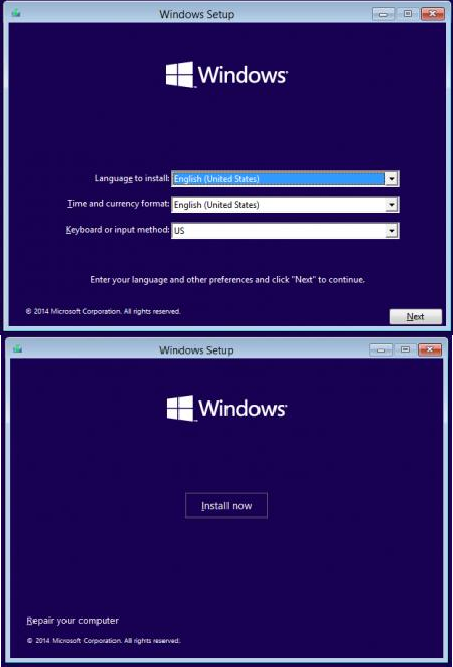 Windows Setup
Windows
Language to install: English (United States)
Time and currency format: English (United States)
Keyboard or input method: US
Enter your language and other preferences and click "Next" to continue.
© 2014 Microsoft Corporation. All rights reserved.
Next
Windows Setup
Windows
Install now
Repair your computer
© 2014 Microsoft Corporation. All rights reserved.